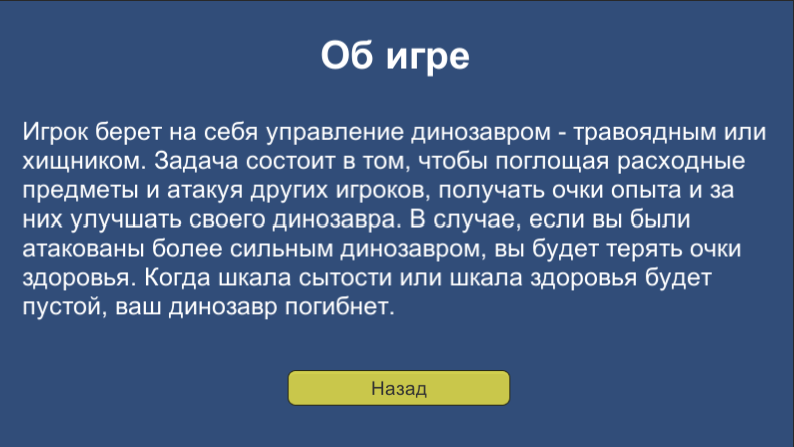 Об игре
Игрок берет на себя управление динозавром - травоядным или
хищником. Задача состоит в том, чтобы поглощая расходные
предметы и атакуя других игроков, получать очки опыта и за
них улучшать своего динозавра. В случае, если вы были
атакованы более сильным динозавром, вы будет терять очки
здоровья. Когда шкала сытости или шкала здоровья будет
пустой, ваш динозавр погибнет.
Назад